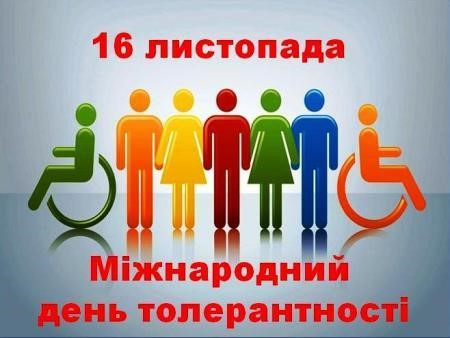 16 листопада
Міжнародний
день толерантності